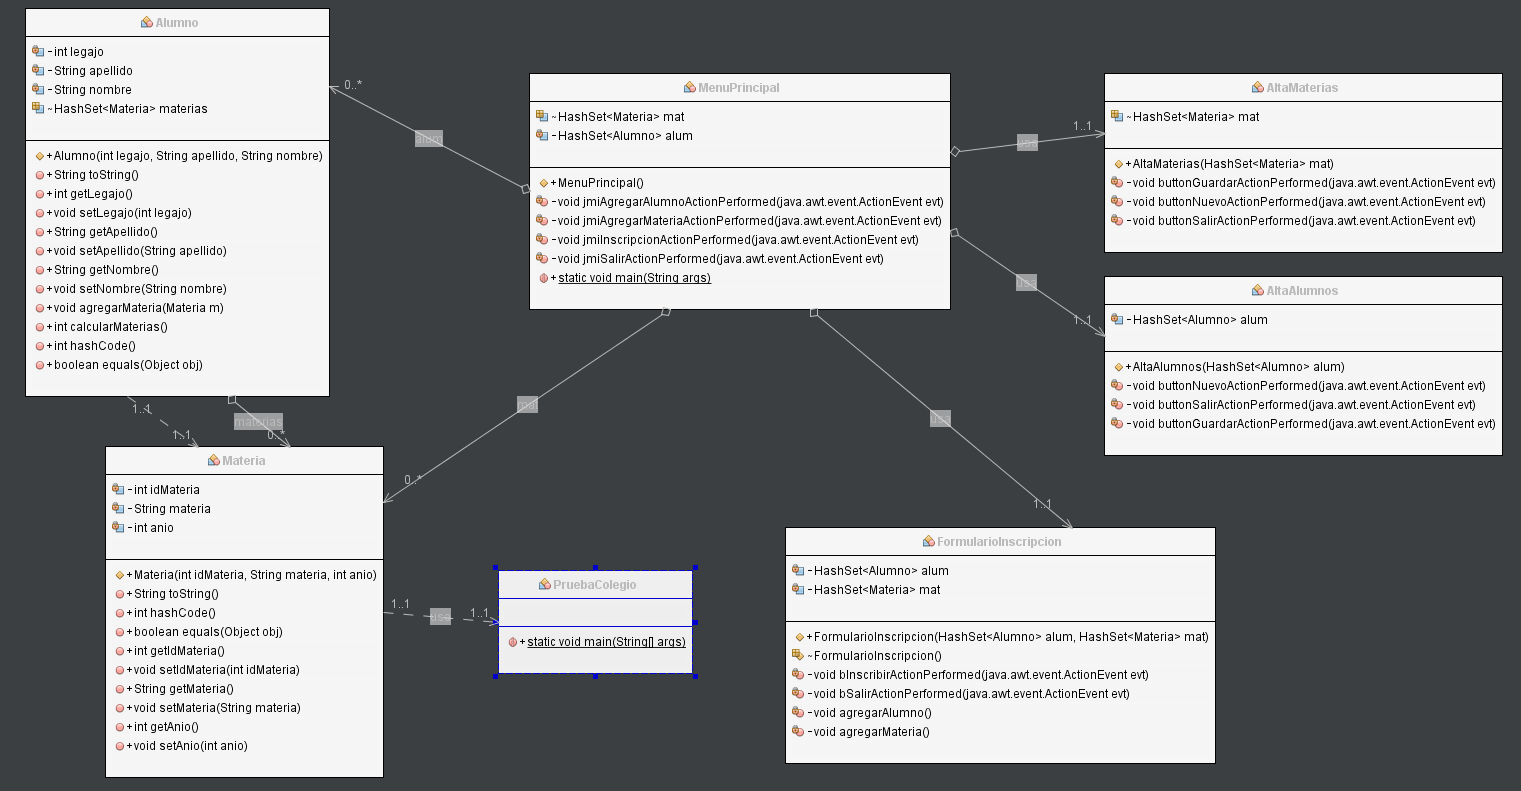 Alumno
- int legajo
- String apellido
- String nombre
~ HashSet<Materia> materias
+ Alumno(int legajo, String apellido, String nombre)
+ String toString()
+ int getLegajo()
+ void setLegajo(int legajo)
+ String getApellido()
+ void setApellido(String apellido)
+ String getNombre()
+ void setNombre(String nombre)
+ void agregarMateria(Materia m)
+ int calcularMaterias()
+ int hashCode()
+ boolean equals(Object obj)
0..*
alum
MenuPrincipal
~ HashSet<Materia> mat
- HashSet<Alumno> alum
+ MenuPrincipal()
- void jmiAgregarAlumnoActionPerformed(java.awt.event.ActionEvent evt)
- void jmiAgregarMateriaActionPerformed(java.awt.event.ActionEvent evt)
- void jmiInscripcionActionPerformed(java.awt.event.ActionEvent evt)
- void jmiSalirActionPerformed(java.awt.event.ActionEvent evt)
+ static void main(String args)
usa
1..1
AltaMaterias
~ HashSet<Materia> mat
+ AltaMaterias(HashSet<Materia> mat)
- void buttonGuardarActionPerformed(java.awt.event.ActionEvent evt)
- void buttonNuevoActionPerformed(java.awt.event.ActionEvent evt)
- void buttonSalirActionPerformed(java.awt.event.ActionEvent evt)
usa
1..1
AltaAlumnos
- HashSet<Alumno> alum
+ AltaAlumnos(HashSet<Alumno> alum)
- void buttonNuevoActionPerformed(java.awt.event.ActionEvent evt)
- void buttonSalirActionPerformed(java.awt.event.ActionEvent evt)
- void buttonGuardarActionPerformed(java.awt.event.ActionEvent evt)
1..1
1..1
materias
0..*
mat
0..*
usa
1..1
Materia
- int idMateria
- String materia
- int anio
+ Materia(int idMateria, String materia, int anio)
+ String toString()
+ int hashCode()
+ boolean equals(Object obj)
+ int getIdMateria()
+ void setIdMateria(int idMateria)
+ String getMateria()
+ void setMateria(String materia)
+ int getAnio()
+ void setAnio(int anio)
1..1
usa
1..1
PruebaColegio
+ static void main(String[] args)
FormularioInscripcion
- HashSet<Alumno> alum
- HashSet<Materia> mat
+ FormularioInscripcion(HashSet<Alumno> alum, HashSet<Materia> mat)
~ FormularioInscripcion()
- void bInscribirActionPerformed(java.awt.event.ActionEvent evt)
- void bSalirActionPerformed(java.awt.event.ActionEvent evt)
- void agregarAlumno()
- void agregarMateria()